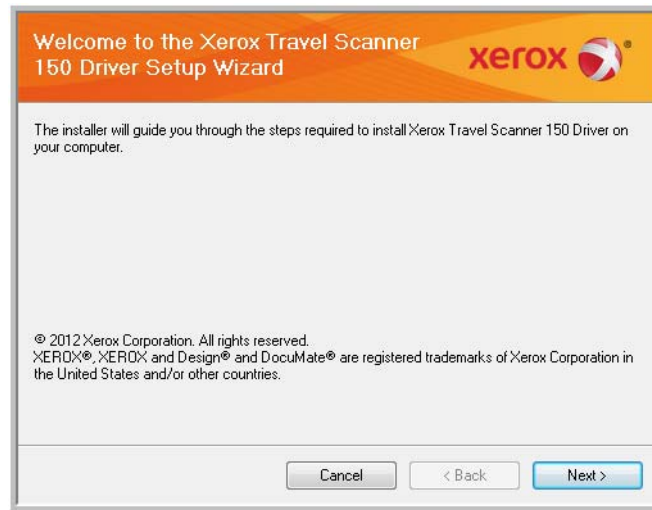 Welcome to the Xerox Travel Scanner
150 Driver Setup Wizard
xerox
The installer will guide you through the steps required to install Xerox Travel Scanner 150 Driver on
your computer.
© 2012 Xerox Corporation. All rights reserved.
XEROX®, XEROX and Design® and DocuMate® are registered trademarks of Xerox Corporation in
the United States and/or other countries.
Cancel < Back Next >